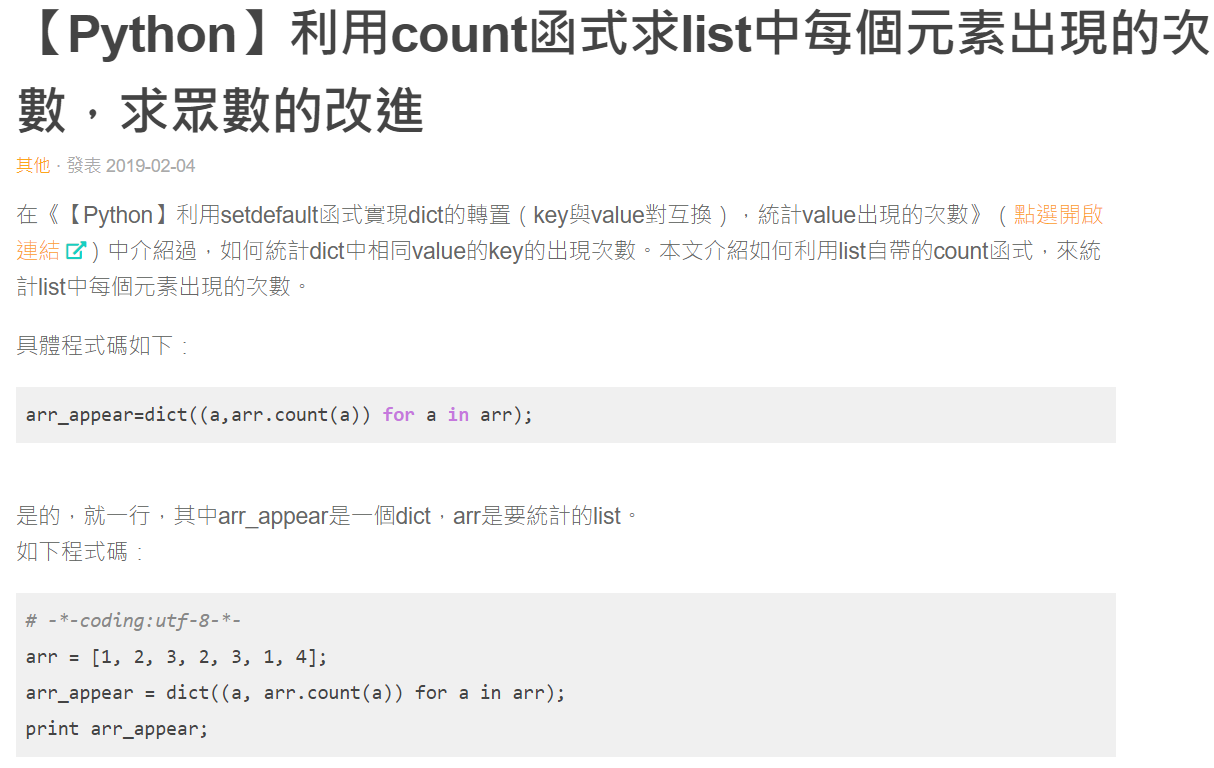 【Python】利用count函式求list中每個元素出現的次
數，求眾數的改進
其他 · 發表 2019-02-04
在《【Python】利用setdefault函式實現dict的轉置（key與value對互換），統計value出現的次數》（點選開啟
連結）中介紹過，如何統計dict中相同value的key的出現次數。本文介紹如何利用list自帶的count函式，來統
計list中每個元素出現的次數。
具體程式碼如下：
arr_appear=dict((a,arr.count(a)) for a in arr);
是的，就一行，其中arr_appear是一個dict，arr是要統計的list。
如下程式碼：
# -*-coding:utf-8-*-
arr = [1, 2, 3, 2, 3, 1, 4];
arr_appear = dict((a, arr.count(a)) for a in arr);
print arr_appear;